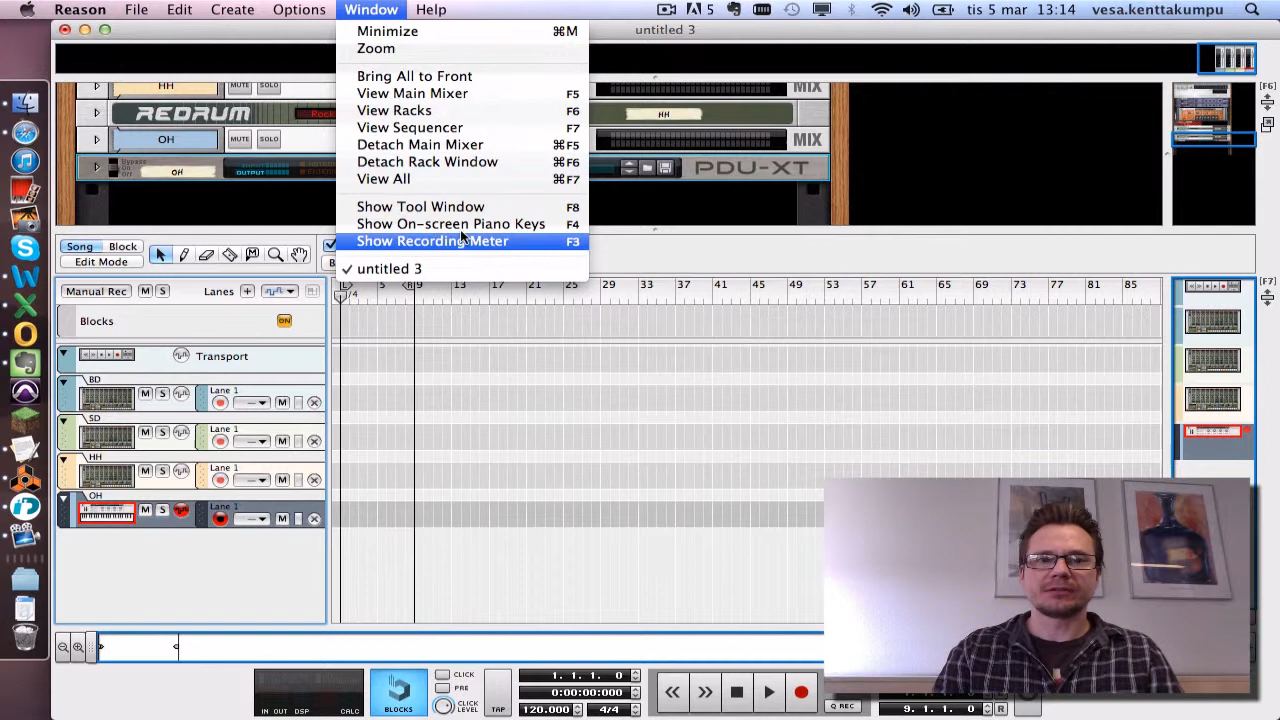 Reason File Edit Create Options Window Help 5 tis 5 mar 13:14 vesa.kenttakumpu
untitled 3
Minimize ⌘M
Zoom
Bring All to Front
View Main Mixer F5
View Racks F6
View Sequencer F7
Detach Main Mixer ⌘F5
Detach Rack Window ⌘F6
View All ⌘F7
Show Tool Window F8
Show On-screen Piano Keys F4
Show Recording Meter F3
✓ untitled 3
HH MUTE SOLO MIX
[F6]
REDRUM HH
OH MUTE SOLO MIX
Bypass
On
Off
OH OUTPUT PDU-XT
Song Block
Edit Mode
[F7]
Manual Rec M S Lanes +
L R /4 5 9 13 17 21 25 29 33 37 41 45 49 53 57 61 65 69 73 77 81 85
Blocks ON
Transport
BD M S Lane 1 M
SD M S Lane 1 M
HH M S Lane 1 M
OH M S Lane 1 M
IN OUT DSP CALC
BLOCKS
CLICK
PRE
CLICK
LEVEL
TAP
1. 1. 1. 0
0:00:00:000
120.000 4/4
Q REC
9. 1. 1. 0 R